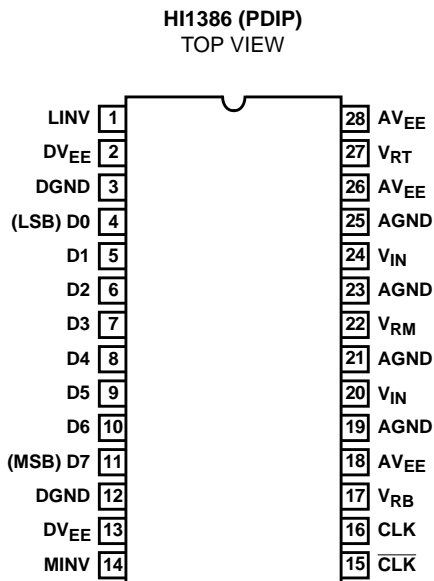 HI1386 (PDIP)
TOP VIEW
LINV 1 28 AVEE
DVEE 2 27 VRT
DGND 3 26 AVEE
(LSB) D0 4 25 AGND
D1 5 24 VIN
D2 6 23 AGND
D3 7 22 VRM
D4 8 21 AGND
D5 9 20 VIN
D6 10 19 AGND
(MSB) D7 11 18 AVEE
DGND 12 17 VRB
DVEE 13 16 CLK
MINV 14 15 C̅L̅K̅